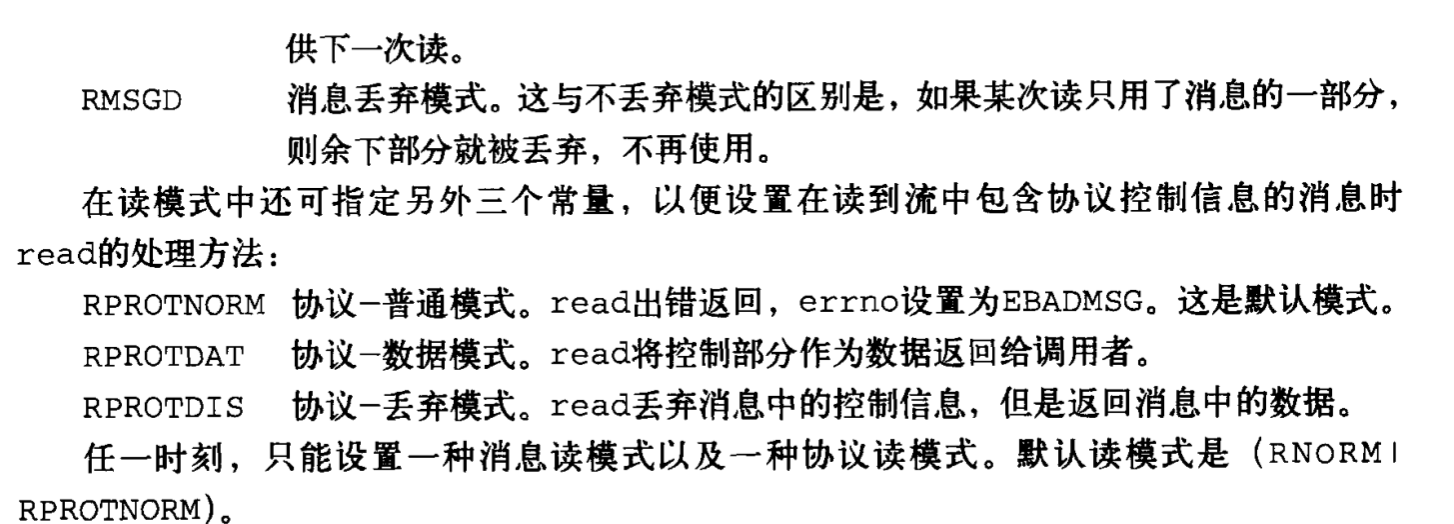 供下一次读。
RMSGD 消息丢弃模式。这与不丢弃模式的区别是，如果某次读只用了消息的一部分，
则余下部分就被丢弃，不再使用。
在读模式中还可指定另外三个常量，以便设置在读到流中包含协议控制信息的消息时
read的处理方法：
RPROTNORM 协议-普通模式。read出错返回，errno设置为EBADMSG。这是默认模式。
RPROTDAT 协议-数据模式。read将控制部分作为数据返回给调用者。
RPROTDIS 协议-丢弃模式。read丢弃消息中的控制信息，但是返回消息中的数据。
任一时刻，只能设置一种消息读模式以及一种协议读模式。默认读模式是（RNORM|
RPROTNORM）。